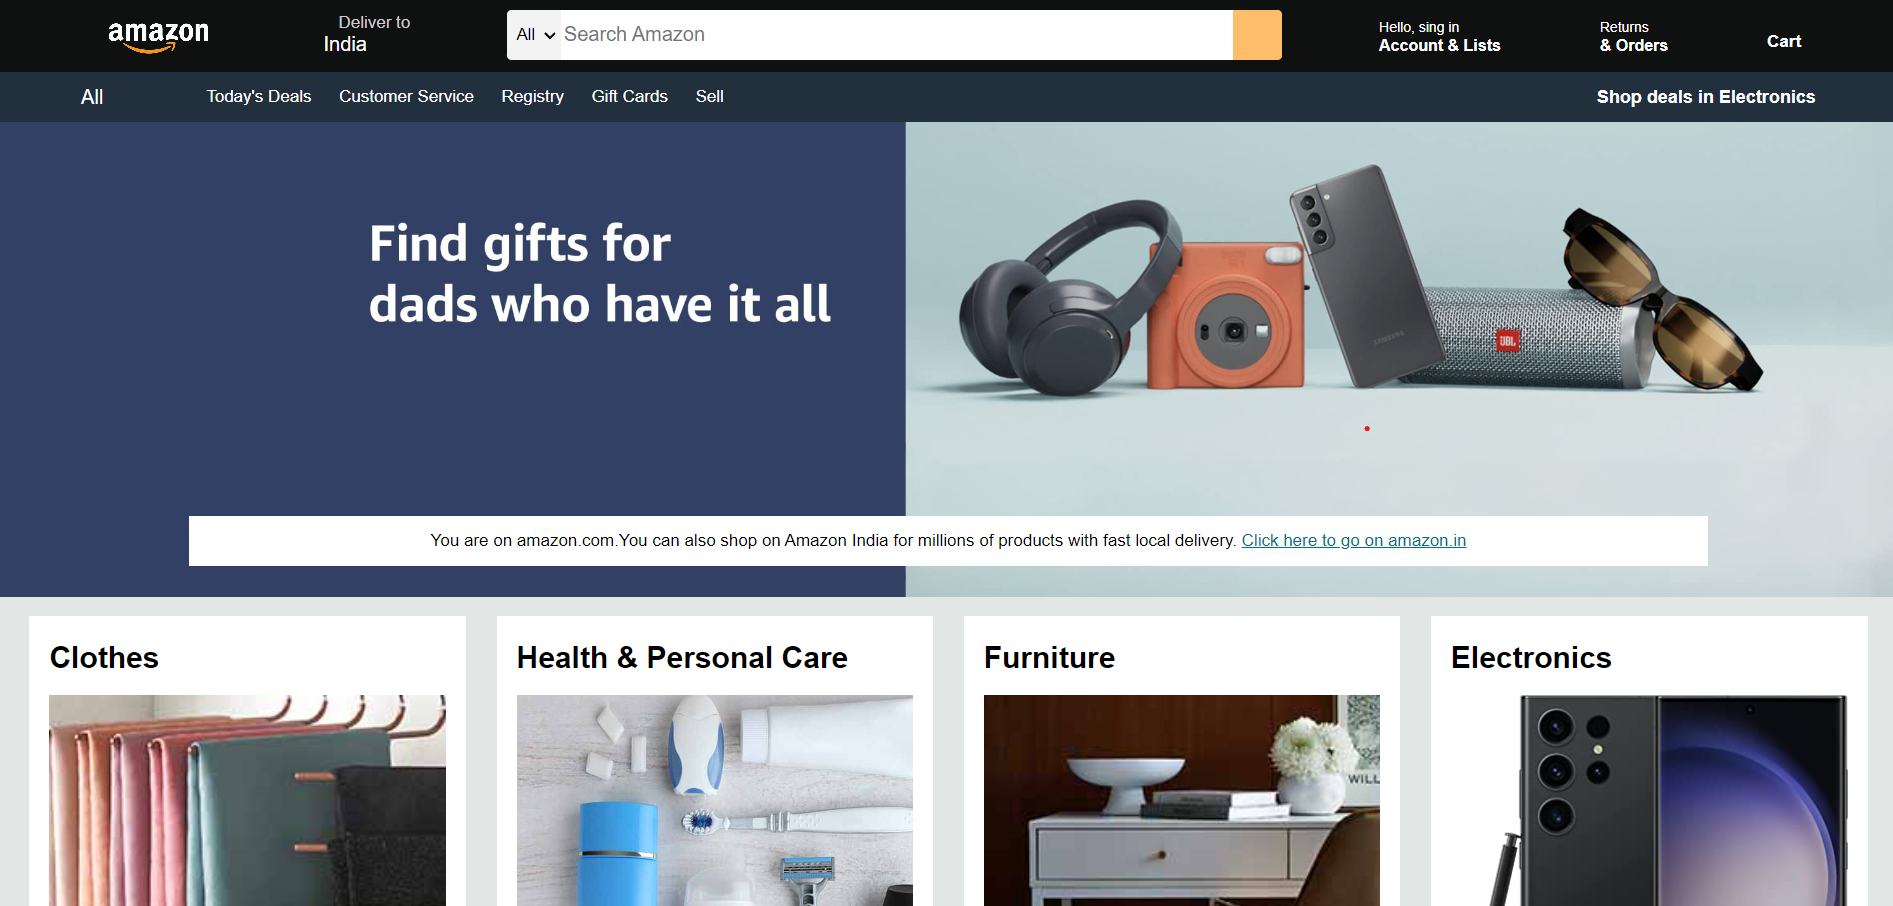 amazon
Deliver to
India
All
Search Amazon
Hello, sing in
Account & Lists
Returns
& Orders
Cart
All
Today's Deals
Customer Service
Registry
Gift Cards
Sell
Shop deals in Electronics
Find gifts for
dads who have it all
SAMSUNG
JBL
You are on amazon.com.You can also shop on Amazon India for millions of products with fast local delivery. Click here to go on amazon.in
Clothes
Health & Personal Care
Furniture
Electronics
WILL